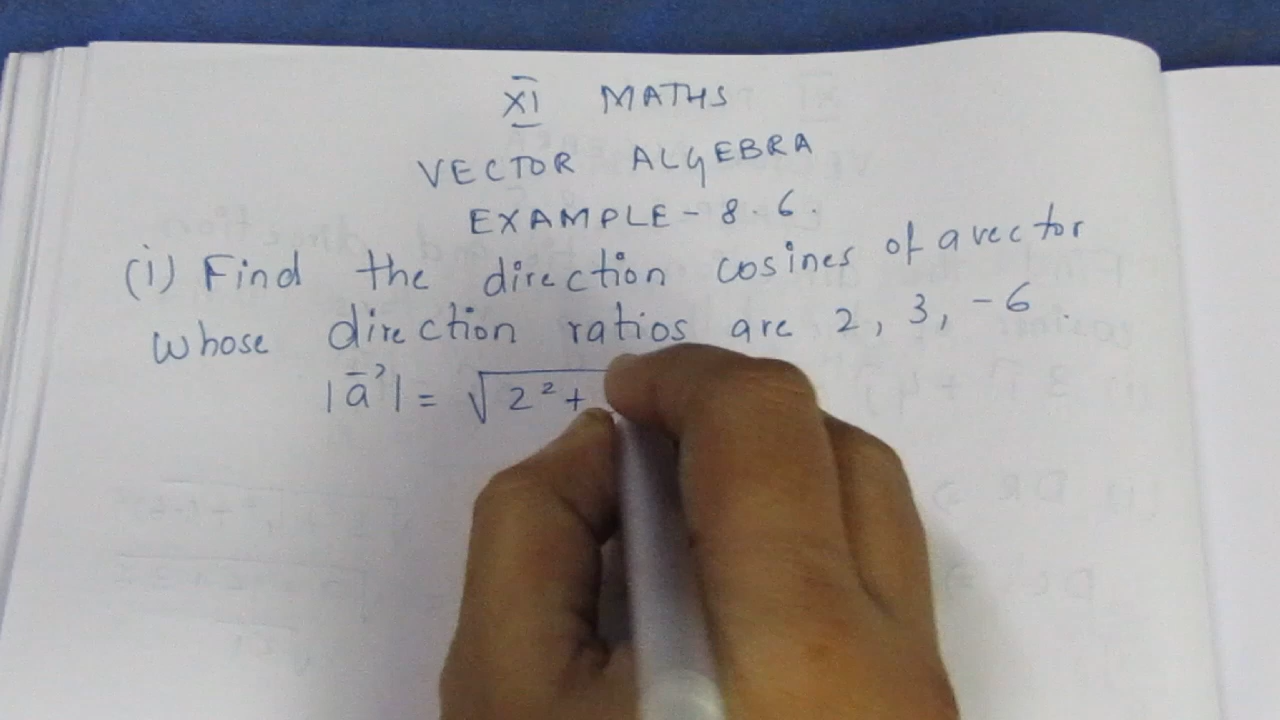 XI MATHS
VECTOR ALGEBRA
EXAMPLE - 8.6.
(i) Find the direction cosines of a vector
whose direction ratios are 2, 3, -6.
|a⃗| = √2² +